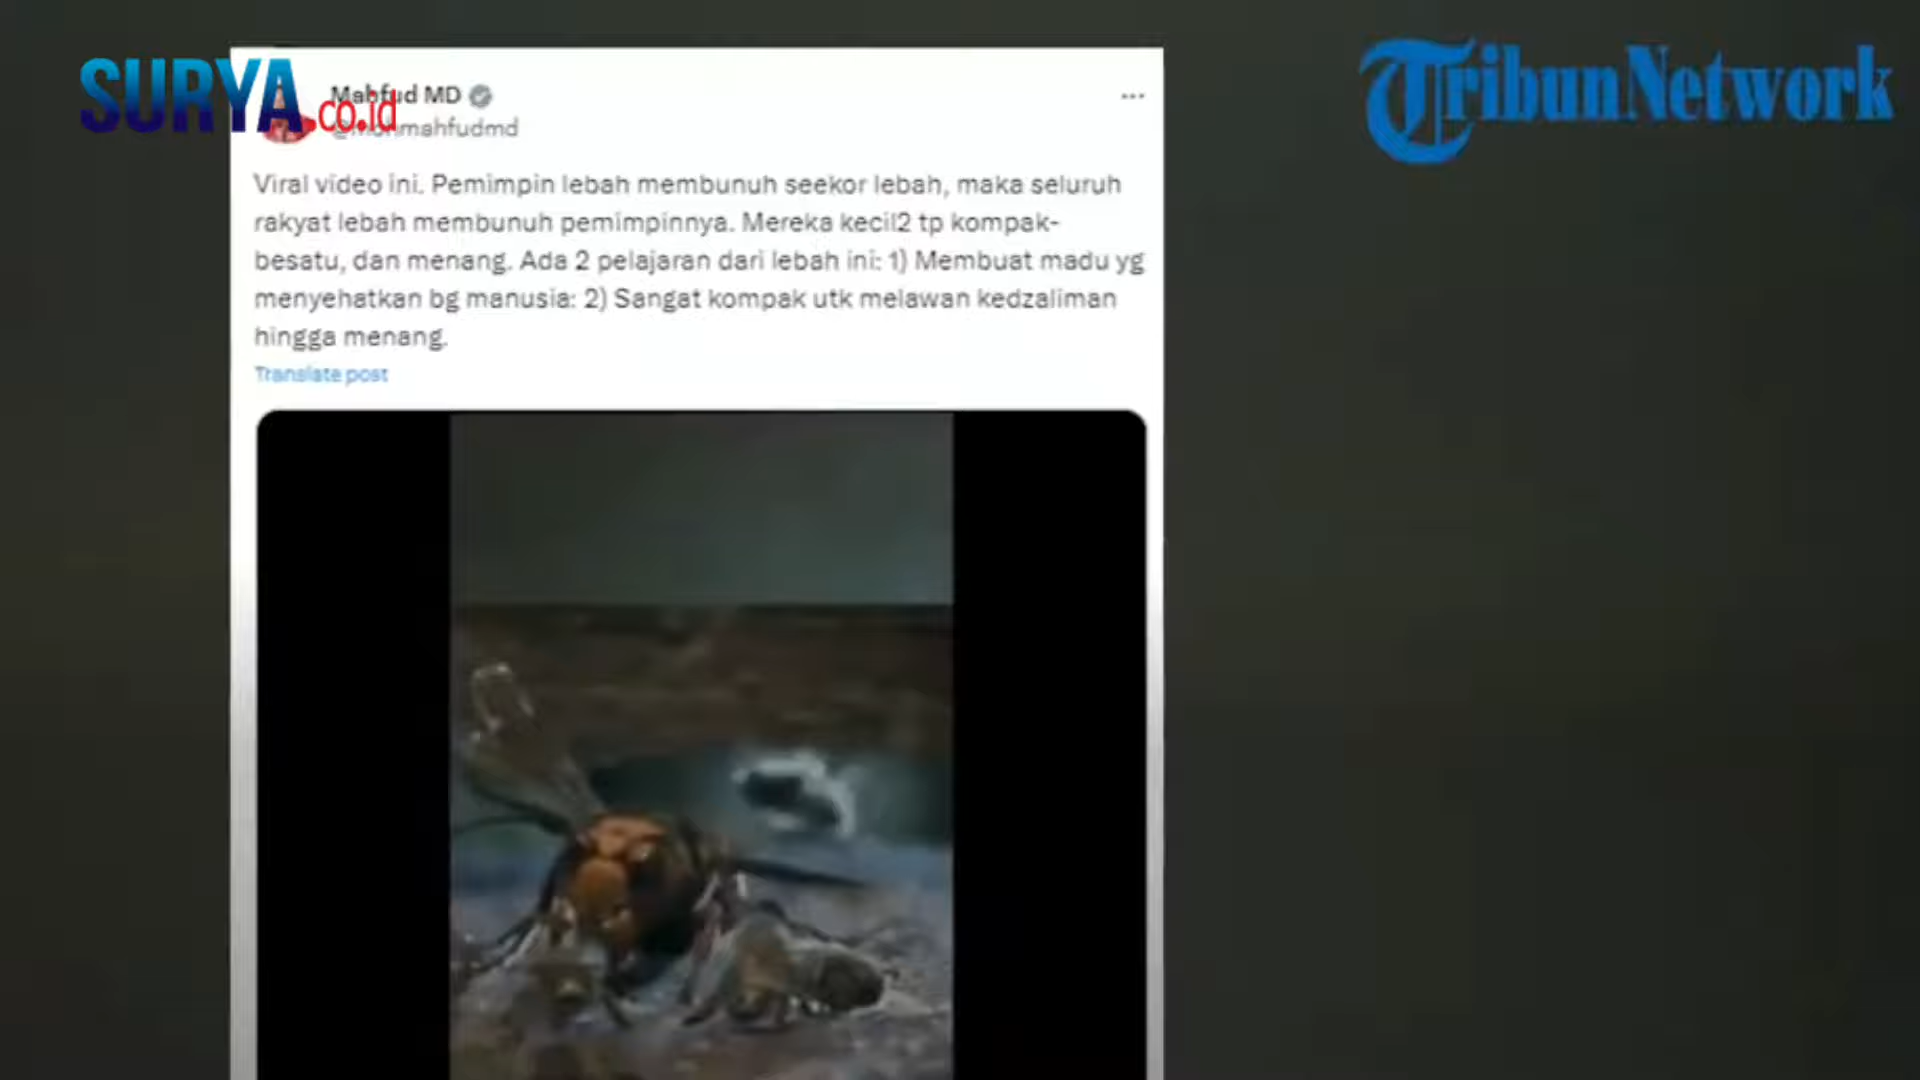 SURYA.co.id
TribunNetwork
Mahfud MD
@mohmahfudmd
Viral video ini. Pemimpin lebah membunuh seekor lebah, maka seluruh
rakyat lebah membunuh pemimpinnya. Mereka kecil2 tp kompak-
besatu, dan menang. Ada 2 pelajaran dari lebah ini: 1) Membuat madu yg
menyehatkan bg manusia: 2) Sangat kompak utk melawan kedzaliman
hingga menang.
Translate post